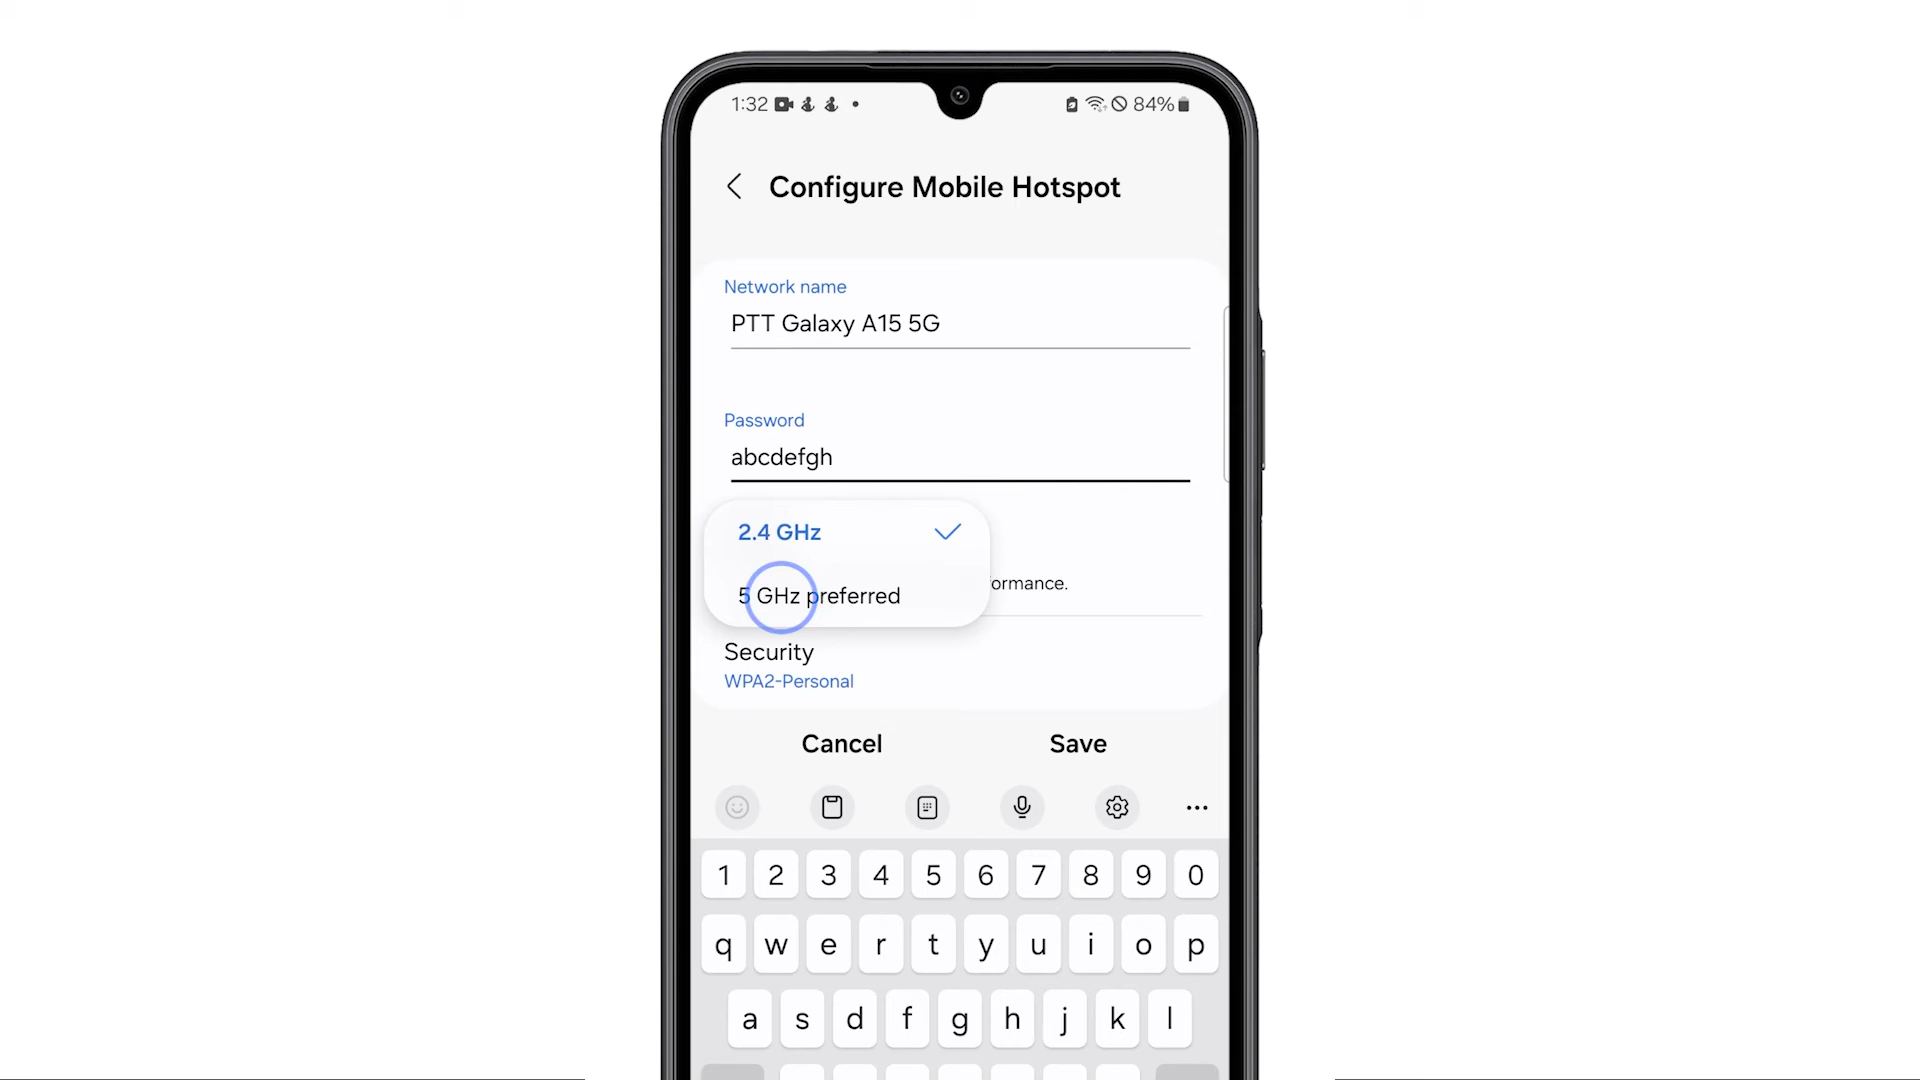 1:32 84%
Configure Mobile Hotspot
Network name
PTT Galaxy A15 5G
Password
abcdefgh
2.4 GHz
5 GHz preferred
ormance.
Security
WPA2-Personal
Cancel Save
1 2 3 4 5 6 7 8 9 0
q w e r t y u i o p
a s d f g h j k l